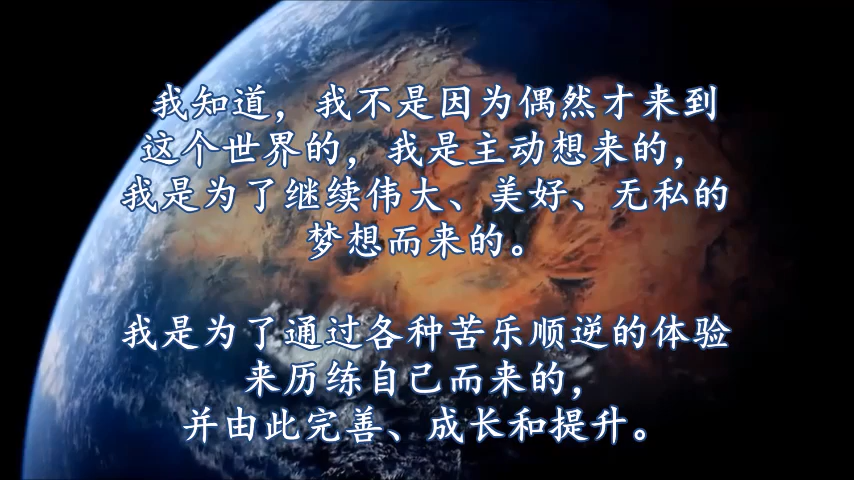 我知道，我不是因为偶然才来到
这个世界的，我是主动想来的，
我是为了继续伟大、美好、无私的
梦想而来的。
我是为了通过各种苦乐顺逆的体验
来历练自己而来的，
并由此完善、成长和提升。